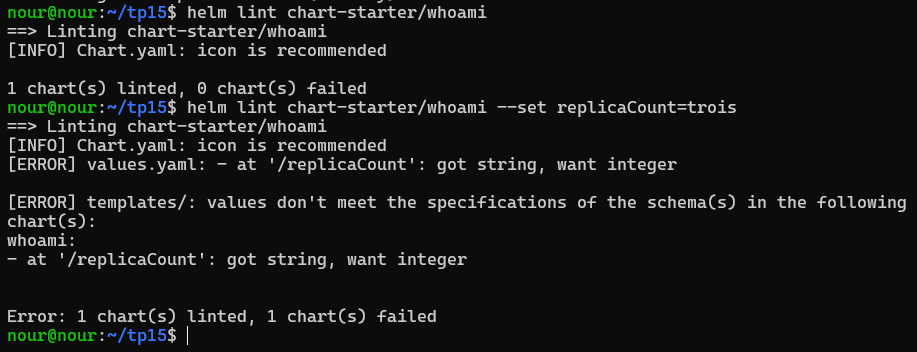 nour@nour:~/tp15$ helm lint chart-starter/whoami
==> Linting chart-starter/whoami
[INFO] Chart.yaml: icon is recommended
1 chart(s) linted, 0 chart(s) failed
nour@nour:~/tp15$ helm lint chart-starter/whoami --set replicaCount=trois
==> Linting chart-starter/whoami
[INFO] Chart.yaml: icon is recommended
[ERROR] values.yaml: - at '/replicaCount': got string, want integer
[ERROR] templates/: values don't meet the specifications of the schema(s) in the following
chart(s):
whoami:
- at '/replicaCount': got string, want integer
Error: 1 chart(s) linted, 1 chart(s) failed
nour@nour:~/tp15$